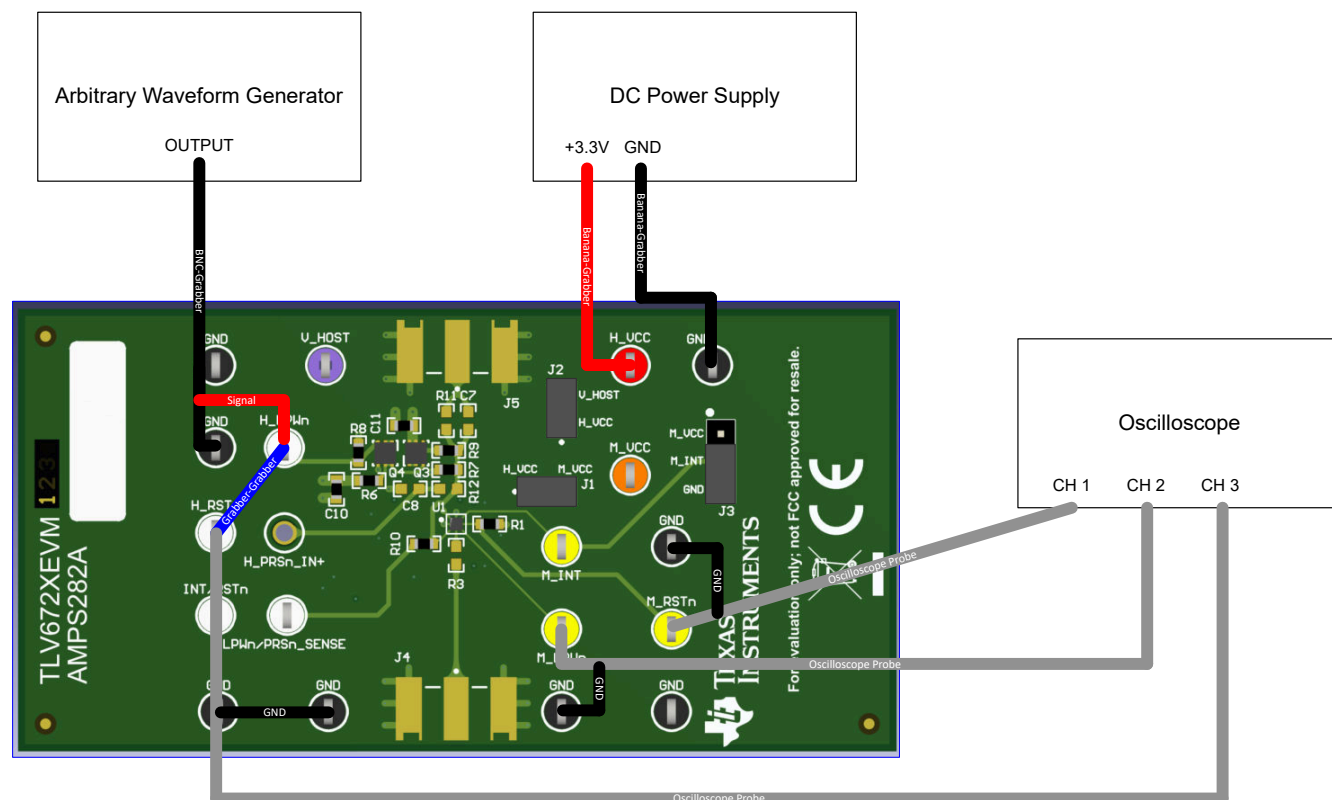 Arbitrary Waveform Generator
OUTPUT
DC Power Supply
+3.3V GND
BNC-Grabber
Banana-Grabber
Banana-Grabber
Oscilloscope
CH 1 CH 2 CH 3
GND
V_HOST
H_VCC
GND
J2
V_HOST
H_VCC
J5
R11 C7
C11
R8
Signal
GND
H_LPWn
R9
R7
R12
Q4 Q3
R6
C8
C10
U1
M_VCC
H_VCC M_VCC
J1
M_VCC
M_INT
GND
J3
H_RST
Grabber-Grabber
H_PRSn_IN+
R10
R1
R3
M_INT
GND
GND
INT/RSTn
LPWn/PRSn_SENSE
M_RSTn
Oscilloscope Probe
J4
Oscilloscope Probe
GND
GND
GND
GND
GND
TLV672XEVM
AMPS282A
123
TEXAS
INSTRUMENTS
For evaluation only; not FCC approved for resale.
CE
Oscilloscope Probe